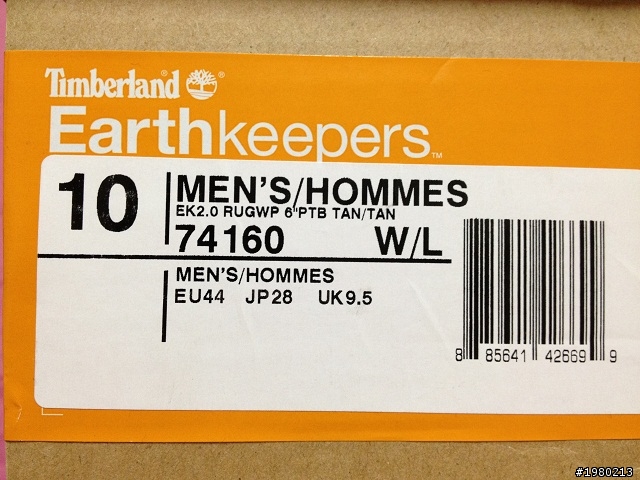 Timberland ®
Earthkeepers™
10
MEN'S/HOMMES
EK2.0 RUGWP 6"PTB TAN/TAN
74160 W/L
MEN'S/HOMMES
EU44 JP28 UK9.5
8 85641 42669 9
#1980213